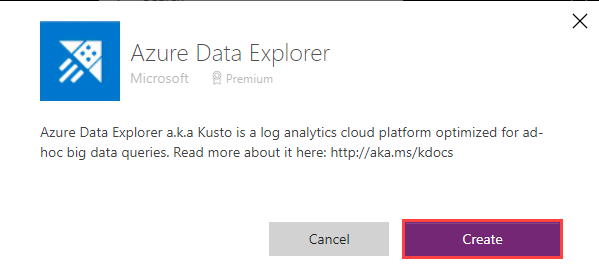 Azure Data Explorer
Microsoft Premium
Azure Data Explorer a.k.a Kusto is a log analytics cloud platform optimized for ad-
hoc big data queries. Read more about it here: http://aka.ms/kdocs
Cancel Create